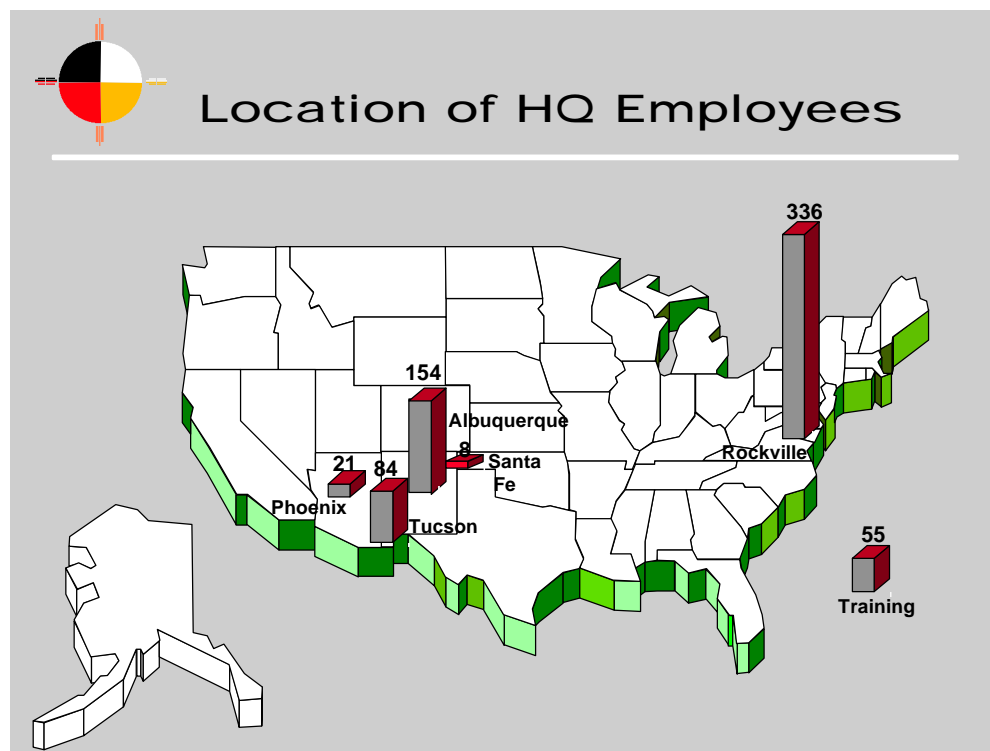 Location of HQ Employees
336
154
Albuquerque
8
Santa
Fe
21
84
Phoenix
Tucson
Rockville
55
Training